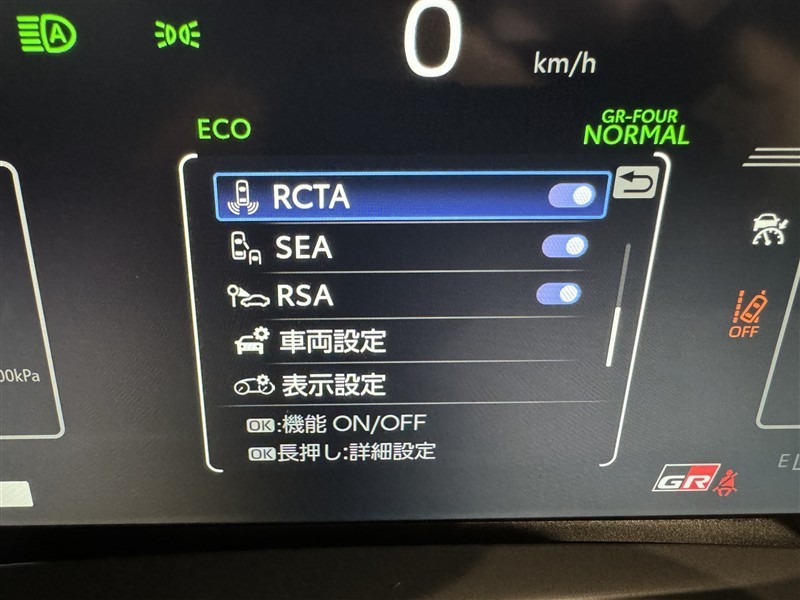 A
0
km/h
ECO
GR-FOUR
NORMAL
RCTA
SEA
RSA
車両設定
表示設定
OK:機能 ON/OFF
OK長押し:詳細設定
OFF
00kPa
GR
E